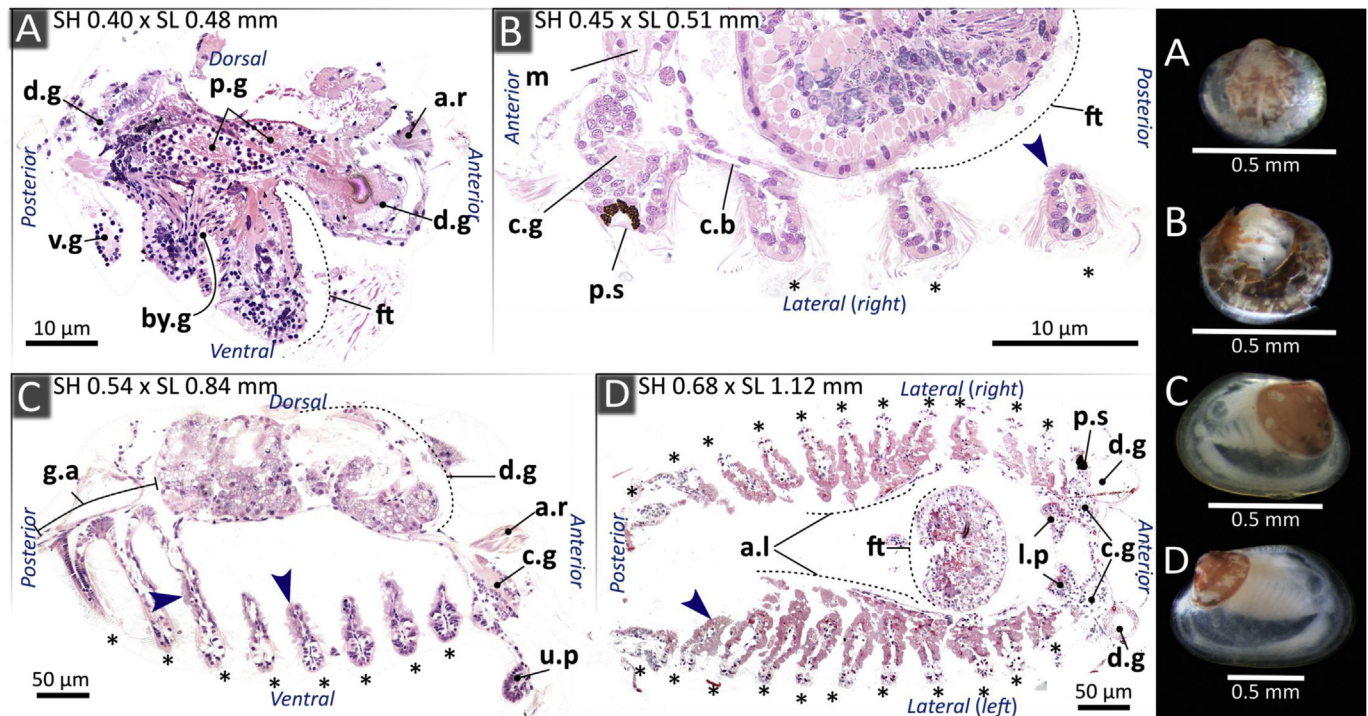 A
SH 0.40 x SL 0.48 mm
Dorsal
d.g
p.g
a.r
Posterior
Anterior
v.g
d.g
by.g
ft
10 µm
Ventral
B
SH 0.45 x SL 0.51 mm
m
Anterior
Posterior
ft
c.g
c.b
p.s
*
*
*
Lateral (right)
10 µm
C
SH 0.54 x SL 0.84 mm
Dorsal
g.a
d.g
a.r
Posterior
Anterior
c.g
u.p
* * * * * * * *
50 µm
Ventral
D
SH 0.68 x SL 1.12 mm
Lateral (right)
* * * * * * * * * *
p.s
d.g
Posterior
a.l
ft
l.p
c.g
Anterior
d.g
* * * * * * * * * * * *
50 µm
Lateral (left)
A
0.5 mm
B
0.5 mm
C
0.5 mm
D
0.5 mm